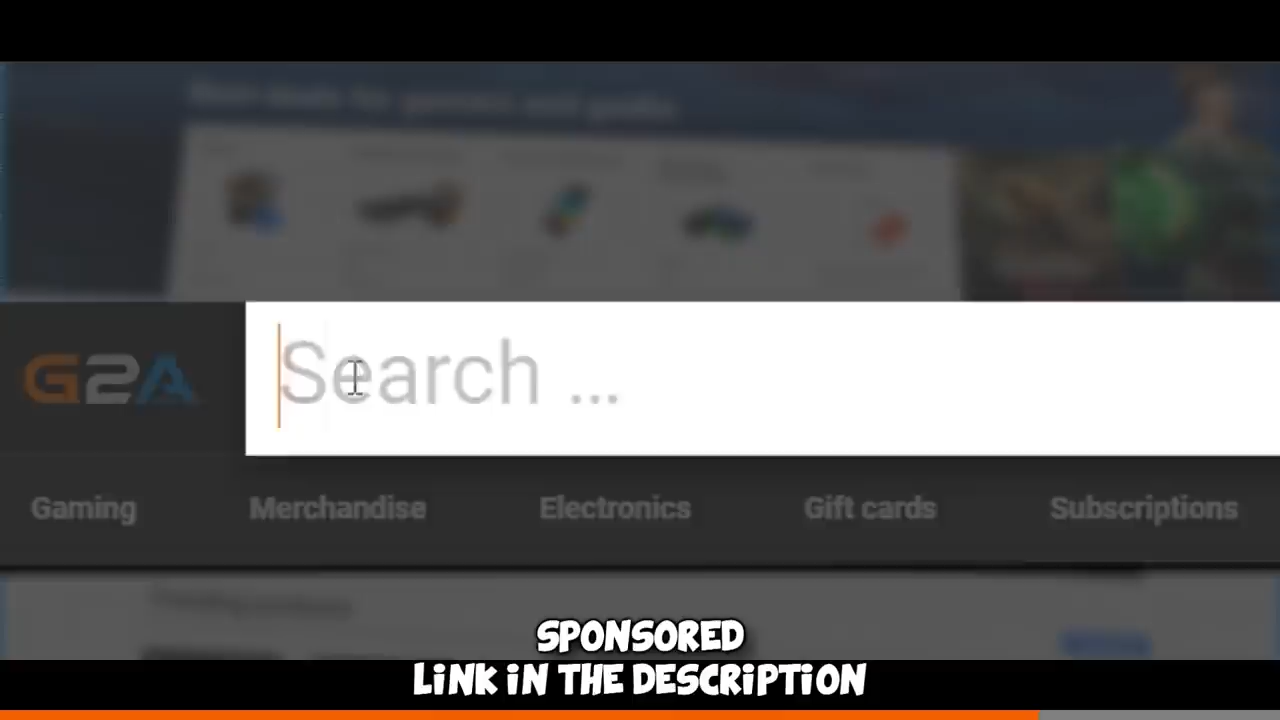 G2A
Search ...
Gaming Merchandise Electronics Gift cards Subscriptions
SPONSORED
LINK IN THE DESCRIPTION